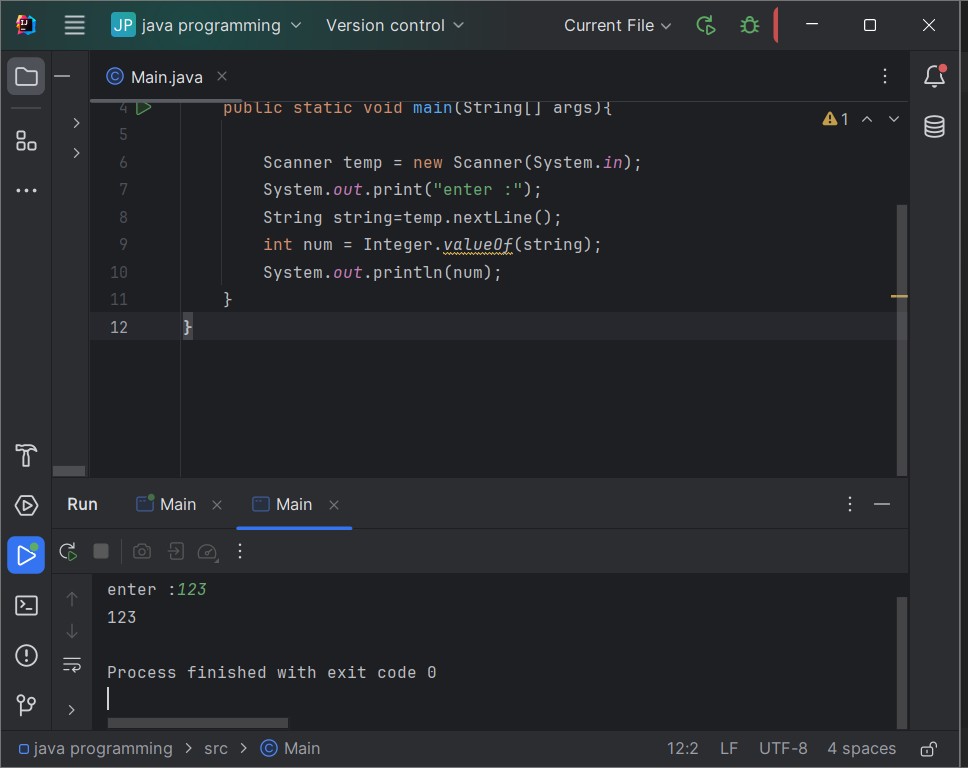 JP java programming Version control Current File
Main.java
4 public static void main(String[] args){
1
5
6 Scanner temp = new Scanner(System.in);
7 System.out.print("enter :");
8 String string=temp.nextLine();
9 int num = Integer.valueOf(string);
10 System.out.println(num);
11 }
12 }
Run Main Main
enter :123
123
Process finished with exit code 0
java programming > src > Main 12:2 LF UTF-8 4 spaces